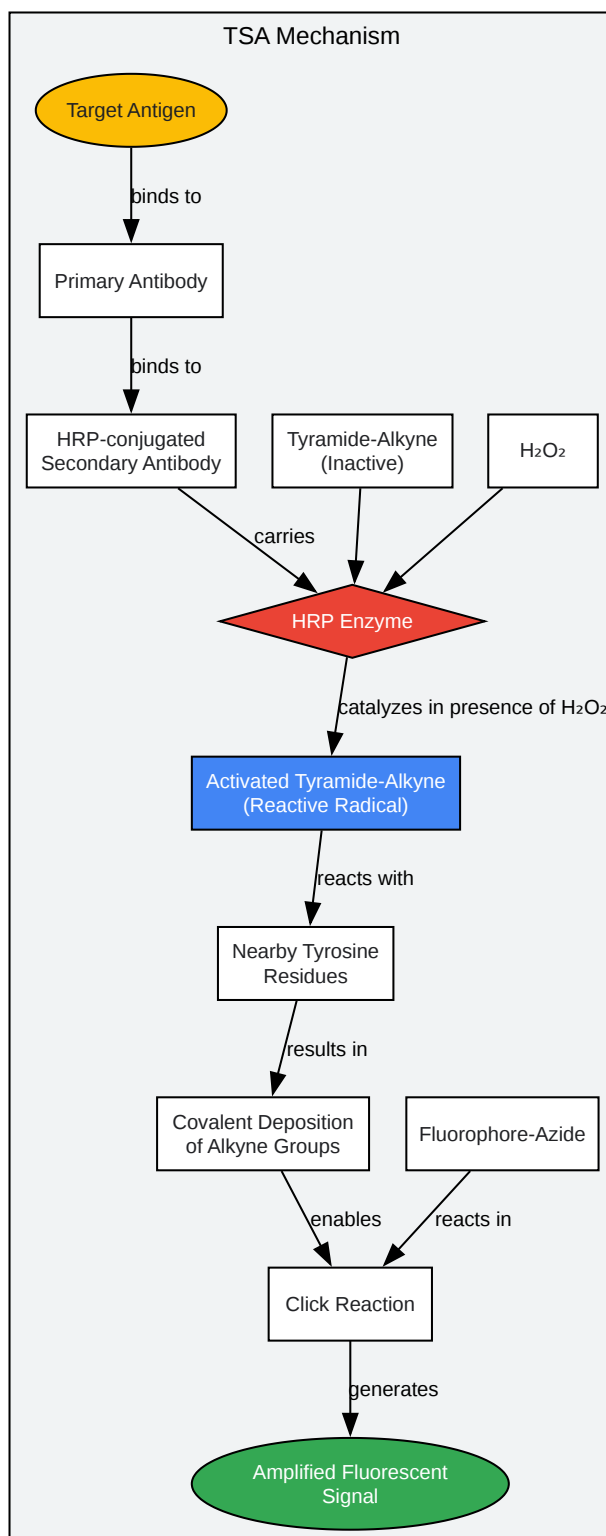 TSA Mechanism
Target Antigen
binds to
Primary Antibody
binds to
HRP-conjugated
Secondary Antibody
Tyramide-Alkyne
(Inactive)
H₂O₂
carries
HRP Enzyme
catalyzes in presence of H₂O₂
Activated Tyramide-Alkyne
(Reactive Radical)
reacts with
Nearby Tyrosine
Residues
results in
Covalent Deposition
of Alkyne Groups
Fluorophore-Azide
enables
reacts in
Click Reaction
generates
Amplified Fluorescent
Signal